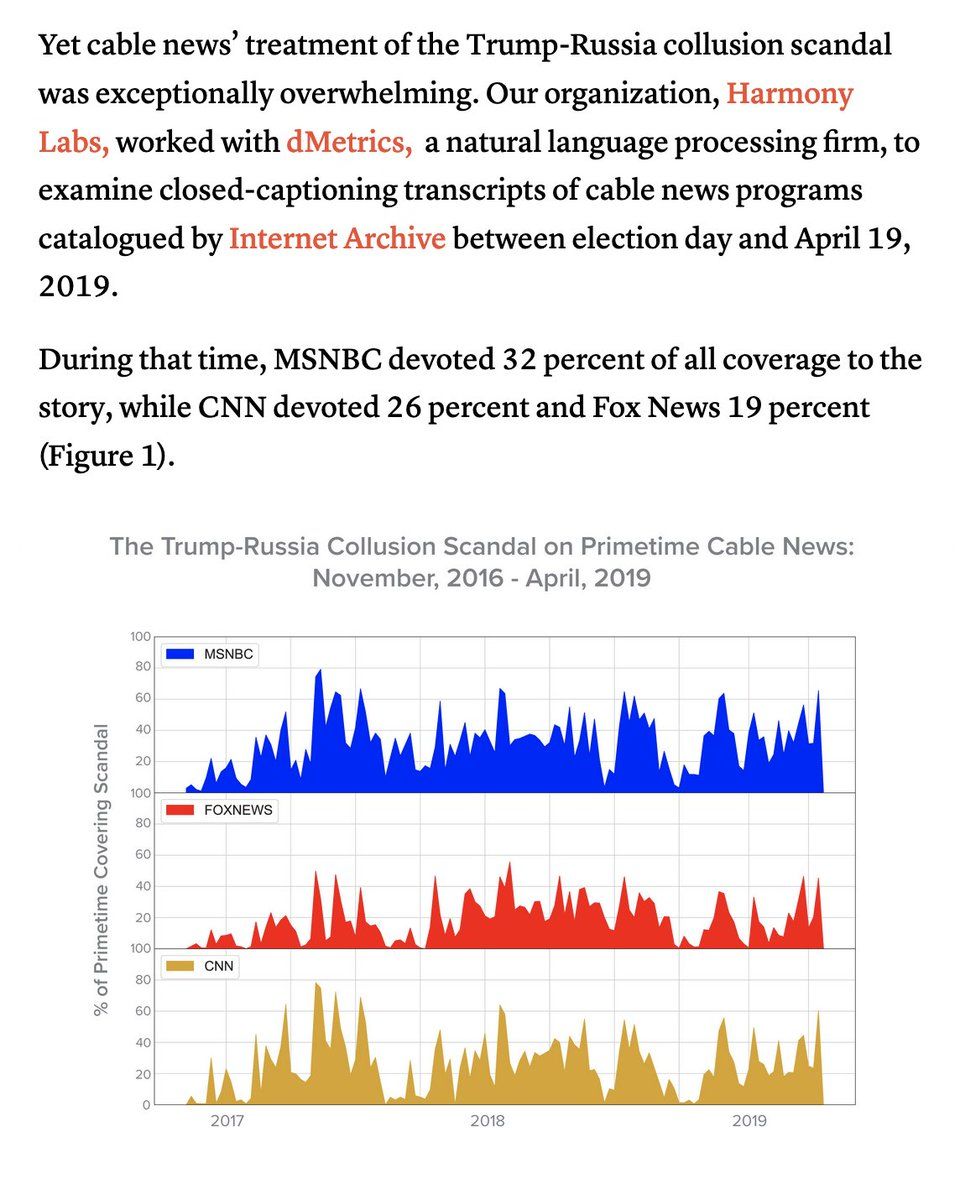 Yet cable news’ treatment of the Trump-Russia collusion scandal
was exceptionally overwhelming. Our organization, Harmony
Labs, worked with dMetrics, a natural language processing firm, to
examine closed-captioning transcripts of cable news programs
catalogued by Internet Archive between election day and April 19,
2019.
During that time, MSNBC devoted 32 percent of all coverage to the
story, while CNN devoted 26 percent and Fox News 19 percent
(Figure 1).
The Trump-Russia Collusion Scandal on Primetime Cable News:
November, 2016 - April, 2019
% of Primetime Covering Scandal
100
MSNBC
80
60
40
20
100
FOXNEWS
80
60
40
20
100
CNN
80
60
40
20
0
2017 2018 2019